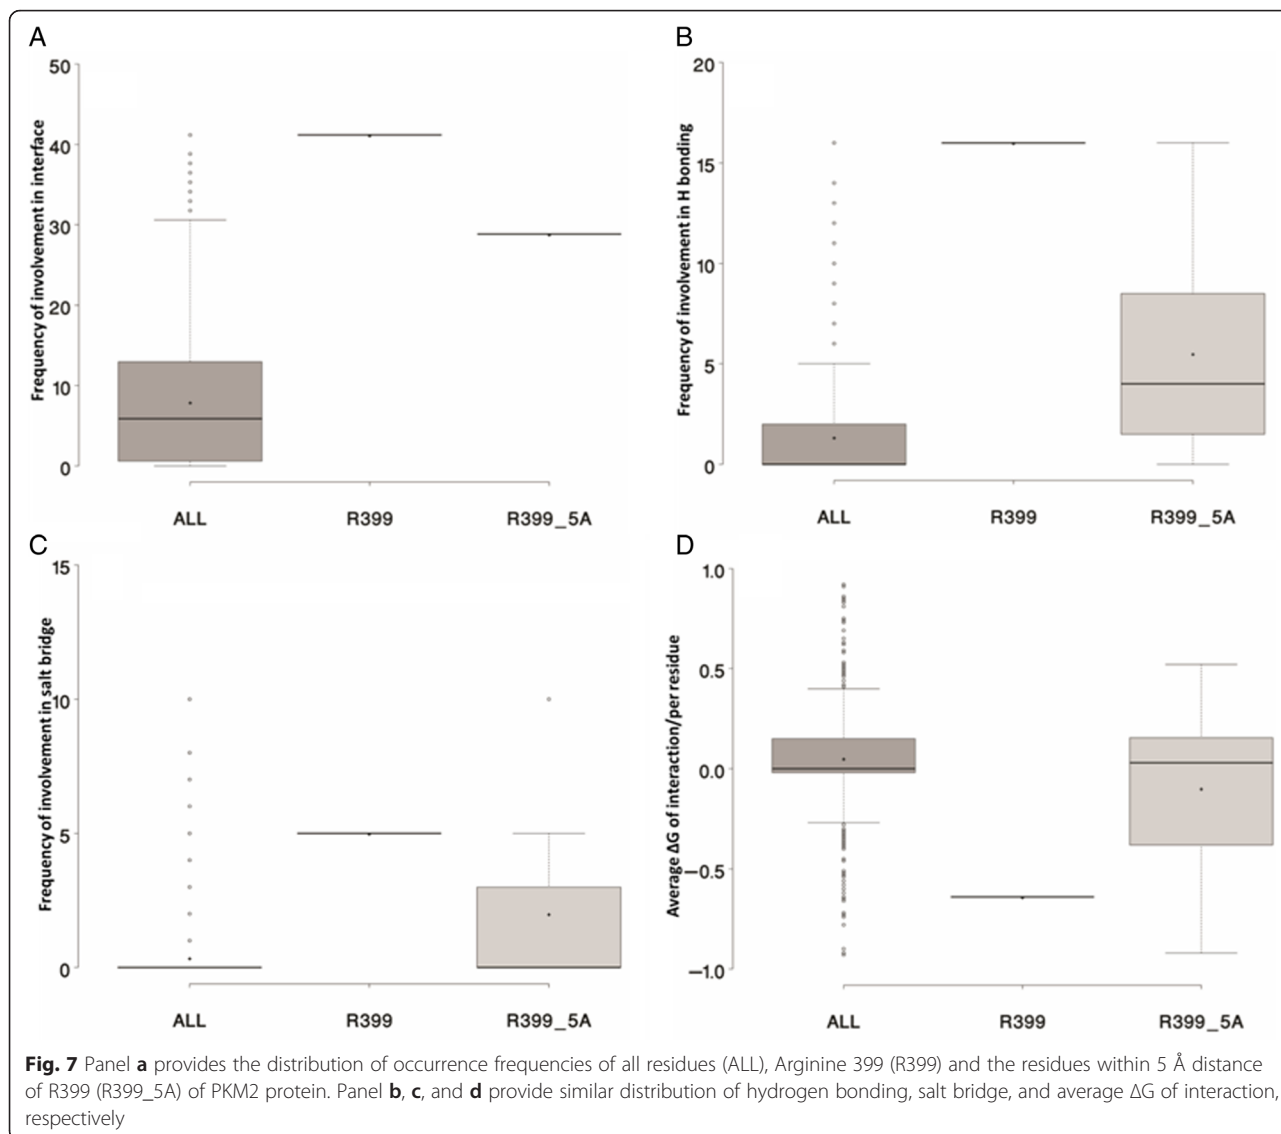 A
Frequency of involvement in interface
50
40
30
20
10
0
ALL R399 R399_5A
B
Frequency of involvement in H bonding
20
15
10
5
0
ALL R399 R399_5A
C
Frequency of involvement in salt bridge
15
10
5
0
ALL R399 R399_5A
D
Average ΔG of interaction/per residue
1.0
0.5
0.0
−0.5
−1.0
ALL R399 R399_5A
Fig. 7 Panel a provides the distribution of occurrence frequencies of all residues (ALL), Arginine 399 (R399) and the residues within 5 Å distance
of R399 (R399_5A) of PKM2 protein. Panel b, c, and d provide similar distribution of hydrogen bonding, salt bridge, and average ΔG of interaction,
respectively